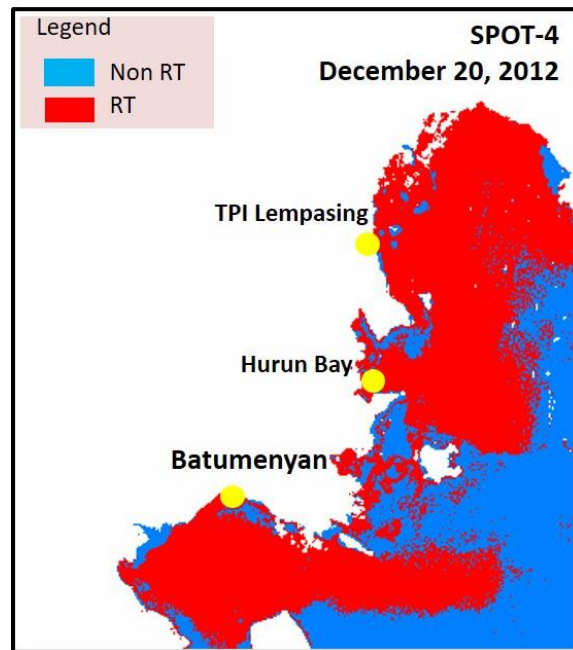 Legend
Non RT
RT
SPOT-4
December 20, 2012
TPI Lempasing
Hurun Bay
Batumenyan